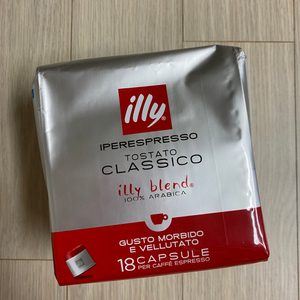 illy
IPERESPRESSO
TOSTATO
CLASSICO
illy blend®
100% ARABICA
GUSTO MORBIDO
E VELLUTATO
18 CAPSULE
PER CAFFÈ ESPRESSO